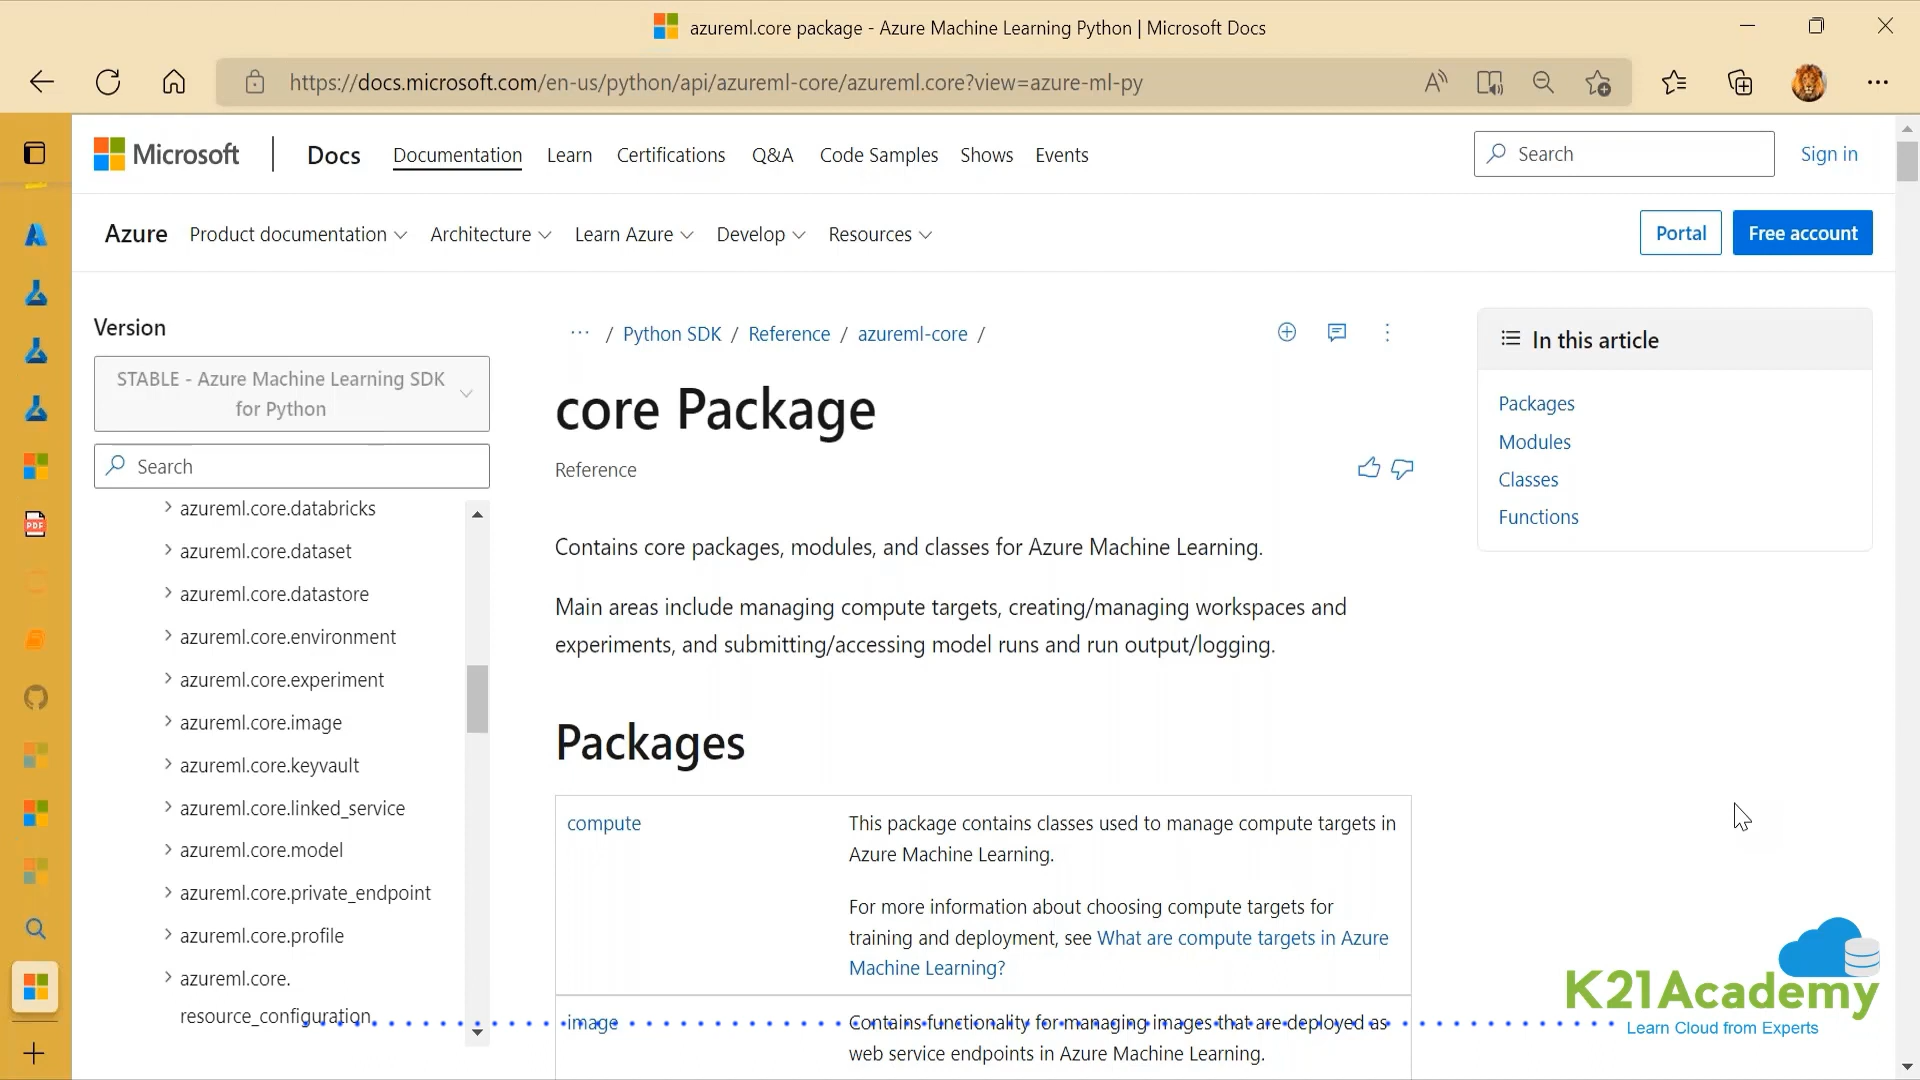 azureml.core package - Azure Machine Learning Python | Microsoft Docs
https://docs.microsoft.com/en-us/python/api/azureml-core/azureml.core?view=azure-ml-py
Microsoft
Docs
Documentation
Learn
Certifications
Q&A
Code Samples
Shows
Events
Search
Sign in
Azure
Product documentation
Architecture
Learn Azure
Develop
Resources
Portal
Free account
Version
STABLE - Azure Machine Learning SDK
for Python
Search
azureml.core.databricks
azureml.core.dataset
azureml.core.datastore
azureml.core.environment
azureml.core.experiment
azureml.core.image
azureml.core.keyvault
azureml.core.linked_service
azureml.core.model
azureml.core.private_endpoint
azureml.core.profile
azureml.core.
resource_configuration
PDF
... / Python SDK / Reference / azureml-core /
core Package
Reference
Contains core packages, modules, and classes for Azure Machine Learning.
Main areas include managing compute targets, creating/managing workspaces and
experiments, and submitting/accessing model runs and run output/logging.
Packages
compute
This package contains classes used to manage compute targets in
Azure Machine Learning.
For more information about choosing compute targets for
training and deployment, see What are compute targets in Azure
Machine Learning?
image
Contains functionality for managing images that are deployed as
web service endpoints in Azure Machine Learning.
In this article
Packages
Modules
Classes
Functions
K21Academy
Learn Cloud from Experts